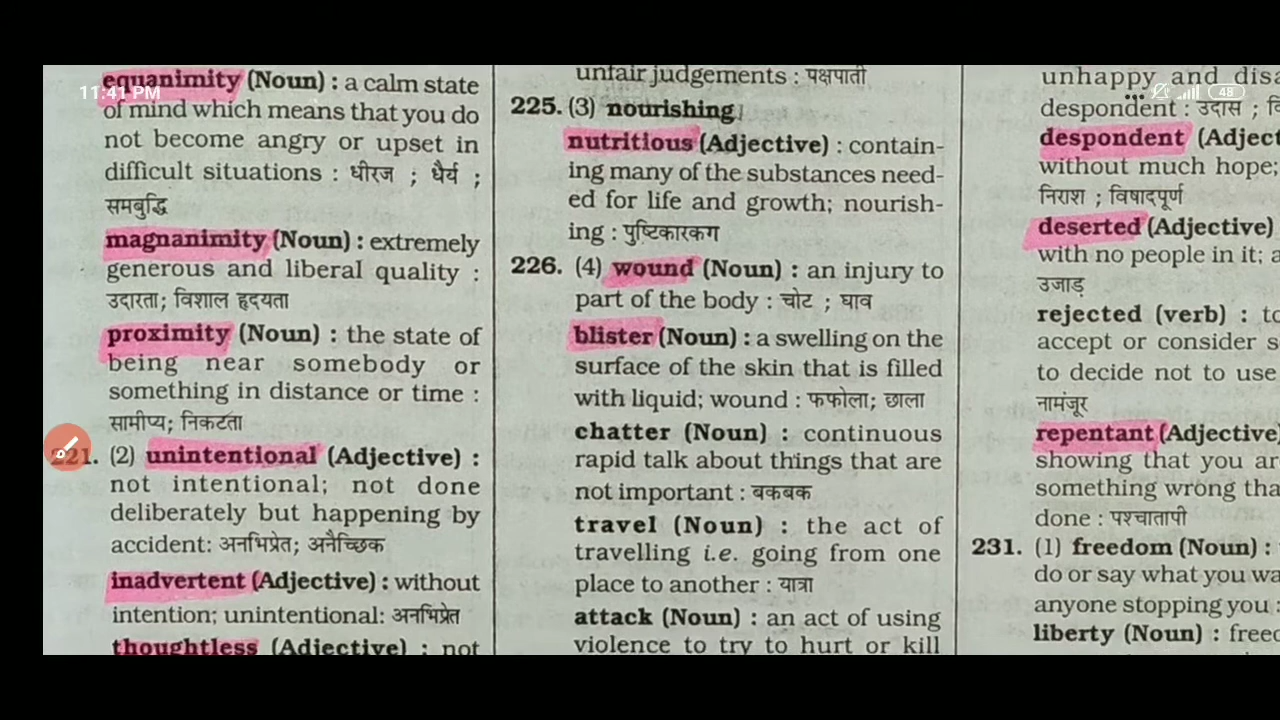 equanimity (Noun) : a calm state
11:41 PM
of mind which means that you do
not become angry or upset in
difficult situations : धीरज ; धैर्य ;
समबुद्धि
magnanimity (Noun) : extremely
generous and liberal quality :
उदारता; विशाल हृदयता
proximity (Noun) : the state of
being near somebody or
something in distance or time :
सामीप्य; निकटता
221. (2) unintentional (Adjective) :
not intentional; not done
deliberately but happening by
accident: अनभिप्रेत; अनैच्छिक
inadvertent (Adjective) : without
intention; unintentional: अनभिप्रेत
thoughtless (Adjective) : not
unfair judgements : पक्षपाती
225. (3) nourishing
nutritious (Adjective) : contain-
ing many of the substances need-
ed for life and growth; nourish-
ing : पुष्टिकारक
226. (4) wound (Noun) : an injury to
part of the body : चोट ; घाव
blister (Noun) : a swelling on the
surface of the skin that is filled
with liquid; wound : फफोला; छाला
chatter (Noun) : continuous
rapid talk about things that are
not important : बकबक
travel (Noun) : the act of
travelling i.e. going from one
place to another : यात्रा
attack (Noun) : an act of using
violence to try to hurt or kill
unhappy and disa
48
despondent : उदास ;
despondent (Adject
without much hope;
निराश ; विषादपूर्ण
deserted (Adjective)
with no people in it; a
उजाड़
rejected (verb) : to
accept or consider s
to decide not to use
नामंजूर
repentant (Adjective)
showing that you ar
something wrong tha
done : पश्चातापी
231. (1) freedom (Noun) :
do or say what you wa
anyone stopping you
liberty (Noun) : freed